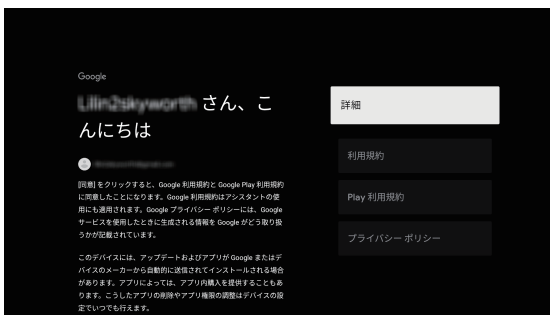 Google
さん、こ
んにちは
[同意] をクリックすると、Google 利用規約と Google Play 利用規約
に同意したことになります。Google 利用規約はアシスタントの使
用にも適用されます。Google プライバシー ポリシーには、Google
サービスを使用したときに生成される情報を Google がどう取り扱
うかが記載されています。
このデバイスには、アップデートおよびアプリが Google またはデ
バイスのメーカーから自動的に送信されてインストールされる場合
があります。アプリによっては、アプリ内購入を提供することもあ
ります。こうしたアプリの削除やアプリ権限の調整はデバイスの設
定でいつでも行えます。
詳細
利用規約
Play 利用規約
プライバシー ポリシー